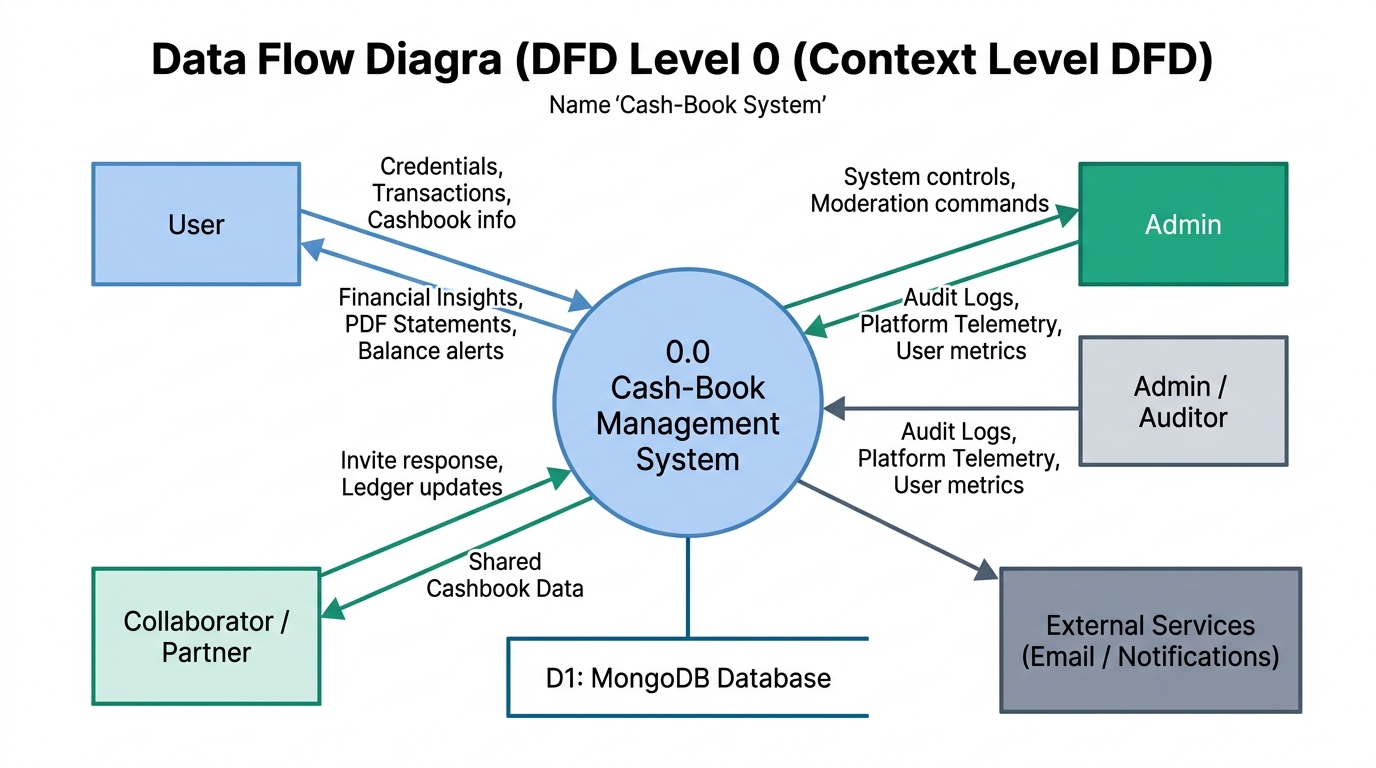 Data Flow Diagra (DFD Level 0 (Context Level DFD)
Name ‘Cash-Book System’
User
Credentials,
Transactions,
Cashbook info
Financial Insights,
PDF Statements,
Balance alerts
System controls,
Moderation commands
Admin
Audit Logs,
Platform Telemetry,
User metrics
0.0
Cash-Book
Management
System
Admin /
Auditor
Audit Logs,
Platform Telemetry,
User metrics
Invite response,
Ledger updates
Shared
Cashbook Data
Collaborator /
Partner
D1: MongoDB Database
External Services
(Email / Notifications)